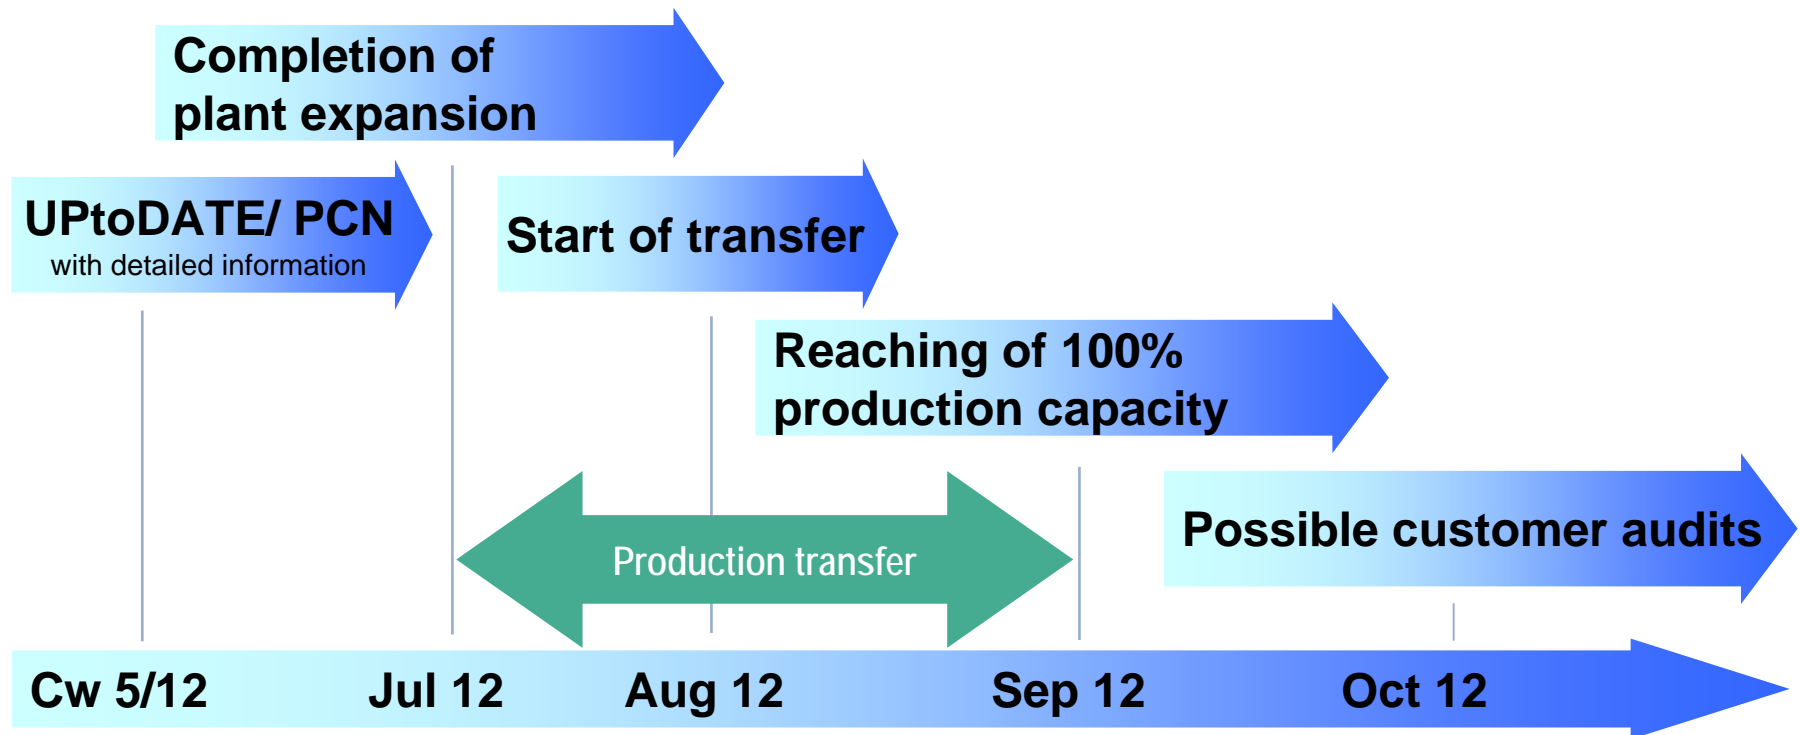 Completion of
plant expansion
UPtoDATE/ PCN
with detailed information
Start of transfer
Reaching of 100%
production capacity
Possible customer audits
Production transfer
Cw 5/12
Jul 12
Aug 12
Sep 12
Oct 12